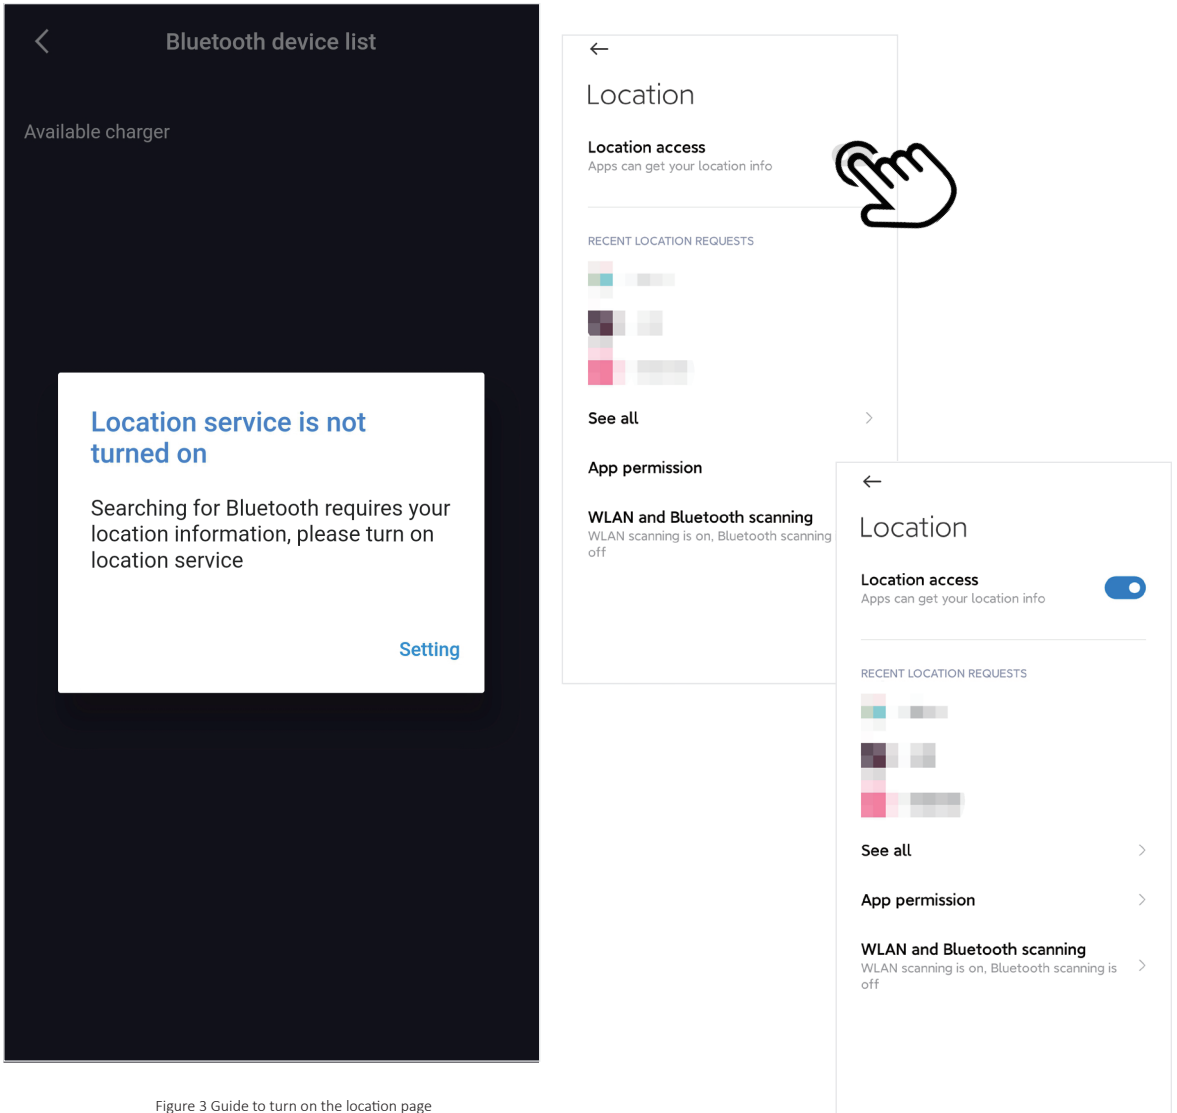 Bluetooth device list
Available charger
Location service is not
turned on
Searching for Bluetooth requires your
location information, please turn on
location service
Setting
Location
Location access
Apps can get your location info
RECENT LOCATION REQUESTS
See all
App permission
WLAN and Bluetooth scanning
WLAN scanning is on, Bluetooth scanning
off
Location
Location access
Apps can get your location info
RECENT LOCATION REQUESTS
See all
App permission
WLAN and Bluetooth scanning
WLAN scanning is on, Bluetooth scanning is
off
Figure 3 Guide to turn on the location page